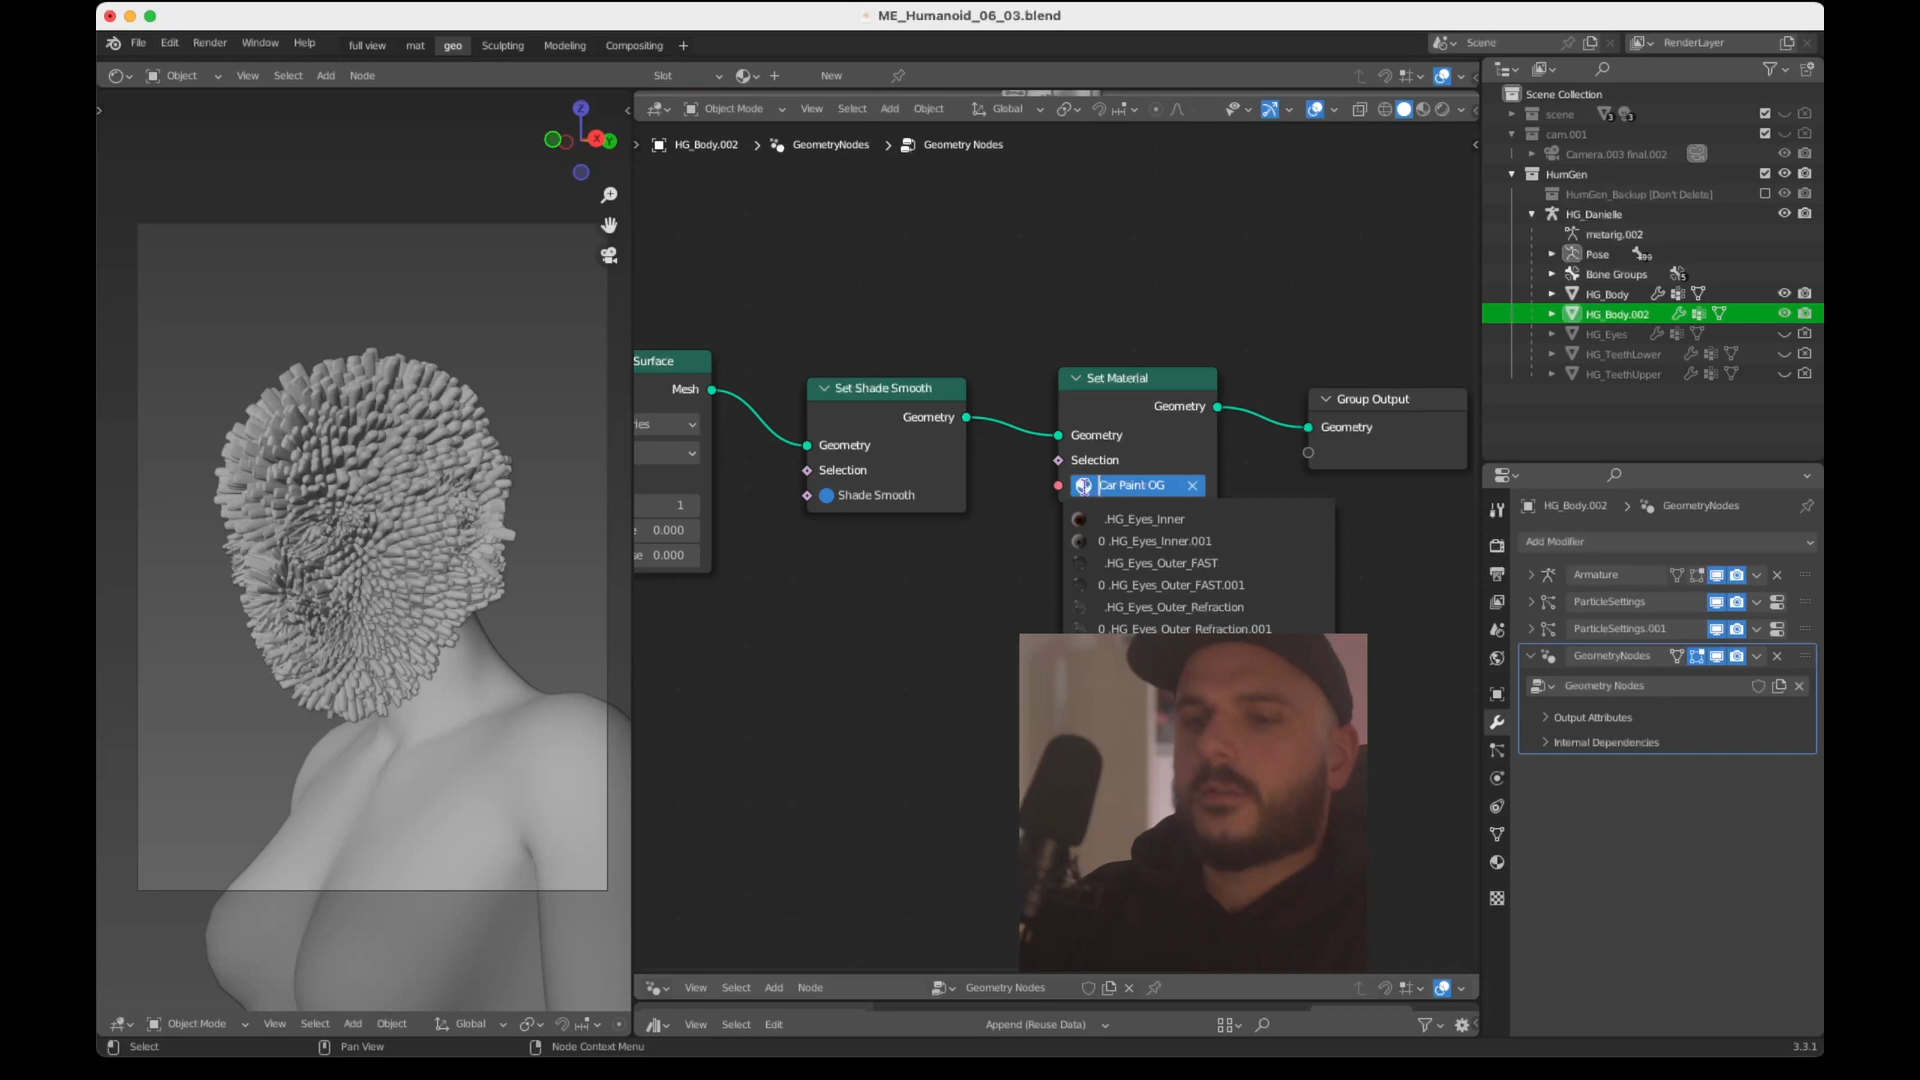 ME_Humanoid_06_03.blend
File Edit Render Window Help full view mat geo Sculpting Modeling Compositing
Scene RenderLayer
Object View Select Add Node Slot New
Object Mode View Select Add Object Global
HG_Body.002 GeometryNodes Geometry Nodes
Scene Collection
scene 3 3
cam.001
Camera.003 final.002
HumGen
HumGen_Backup [Don't Delete]
HG_Danielle
metarig.002
Pose
Bone Groups
HG_Body
HG_Body.002
HG_Eyes
HG_TeethLower
HG_TeethUpper
Z
X
Y
Surface
Mesh
ries
1
e 0.000
se 0.000
Set Shade Smooth
Geometry
Geometry
Selection
Shade Smooth
Set Material
Geometry
Geometry
Selection
Car Paint OG
.HG_Eyes_Inner
0 .HG_Eyes_Inner.001
.HG_Eyes_Outer_FAST
0 .HG_Eyes_Outer_FAST.001
.HG_Eyes_Outer_Refraction
0 .HG_Eyes_Outer_Refraction.001
Group Output
Geometry
HG_Body.002 GeometryNodes
Add Modifier
Armature
ParticleSettings
ParticleSettings.001
GeometryNodes
Geometry Nodes
Output Attributes
Internal Dependencies
View Select Add Node Geometry Nodes
Object Mode View Select Add Object Global
View Select Edit Append (Reuse Data)
Select Pan View Node Context Menu 3.3.1